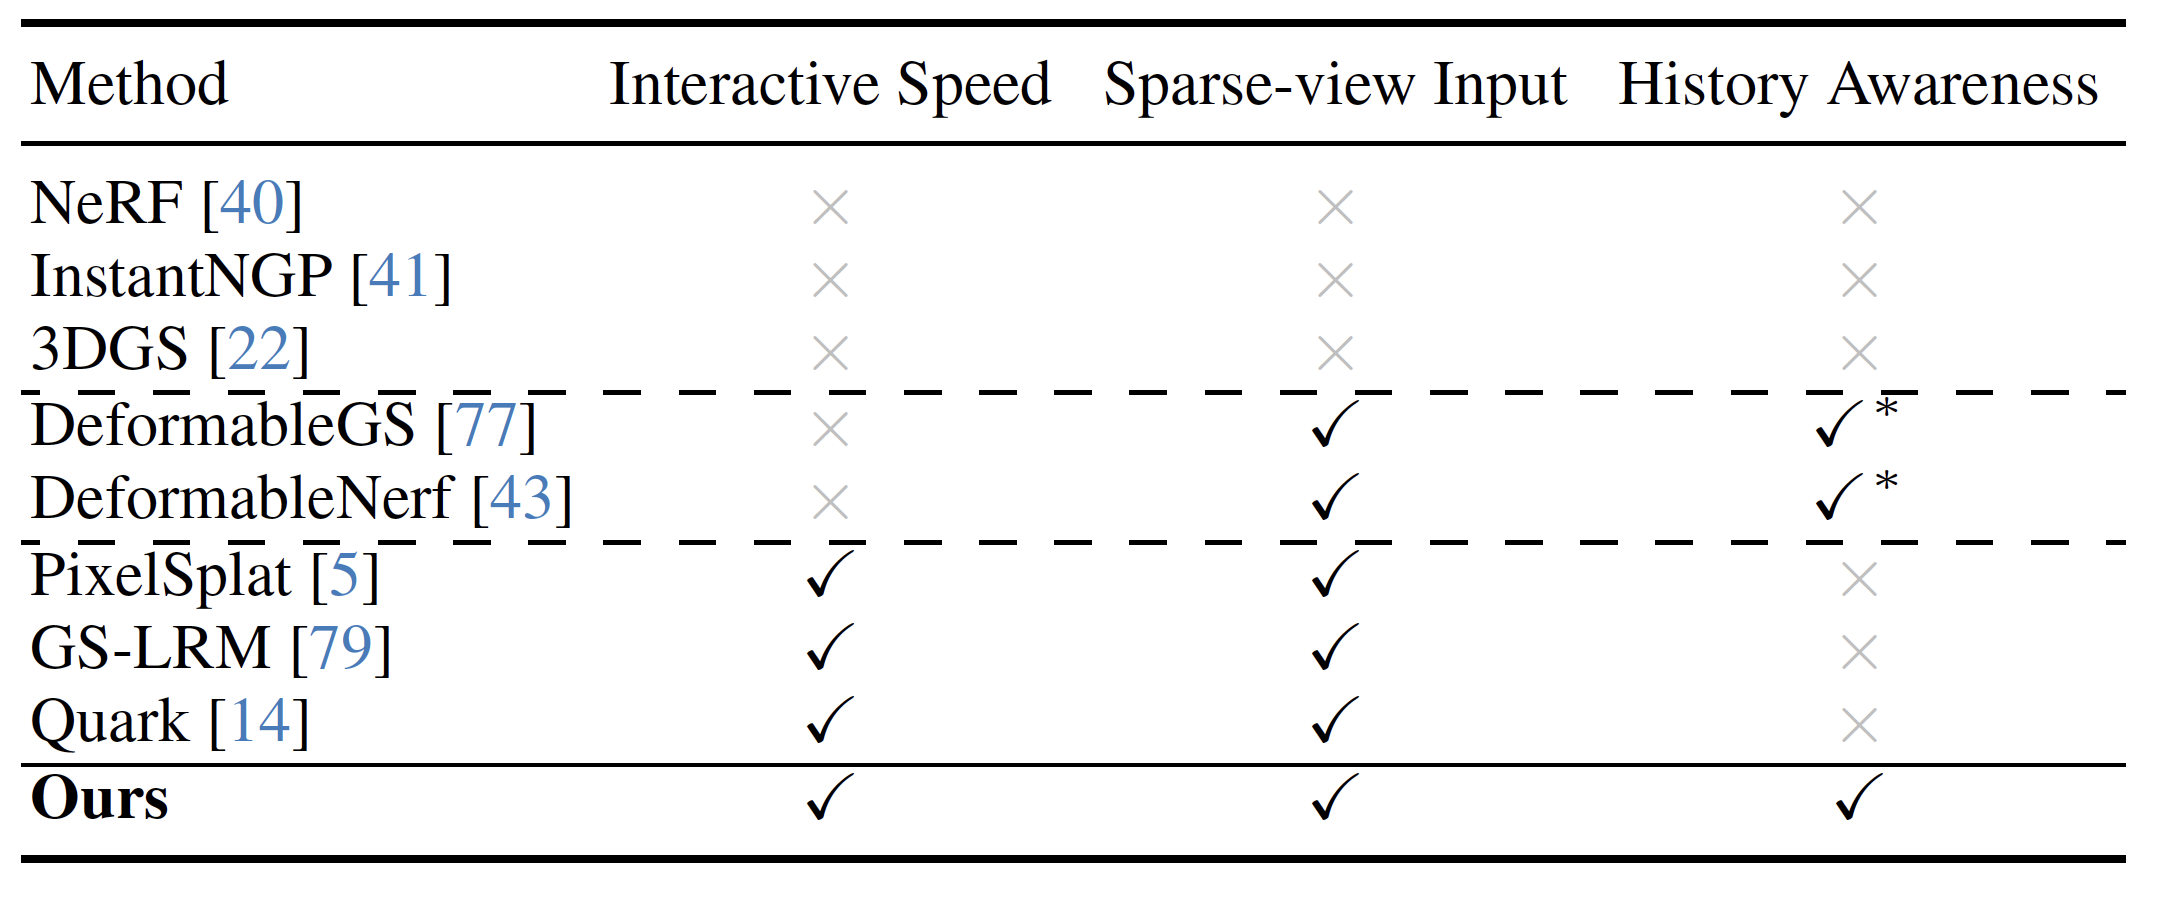 Method Interactive Speed Sparse-view Input History Awareness
NeRF [40] × × ×
InstantNGP [41] × × ×
3DGS [22] × × ×
DeformableGS [77] × ✓ ✓*
DeformableNerf [43] × ✓ ✓*
PixelSplat [5] ✓ ✓ ×
GS-LRM [79] ✓ ✓ ×
Quark [14] ✓ ✓ ×
Ours ✓ ✓ ✓